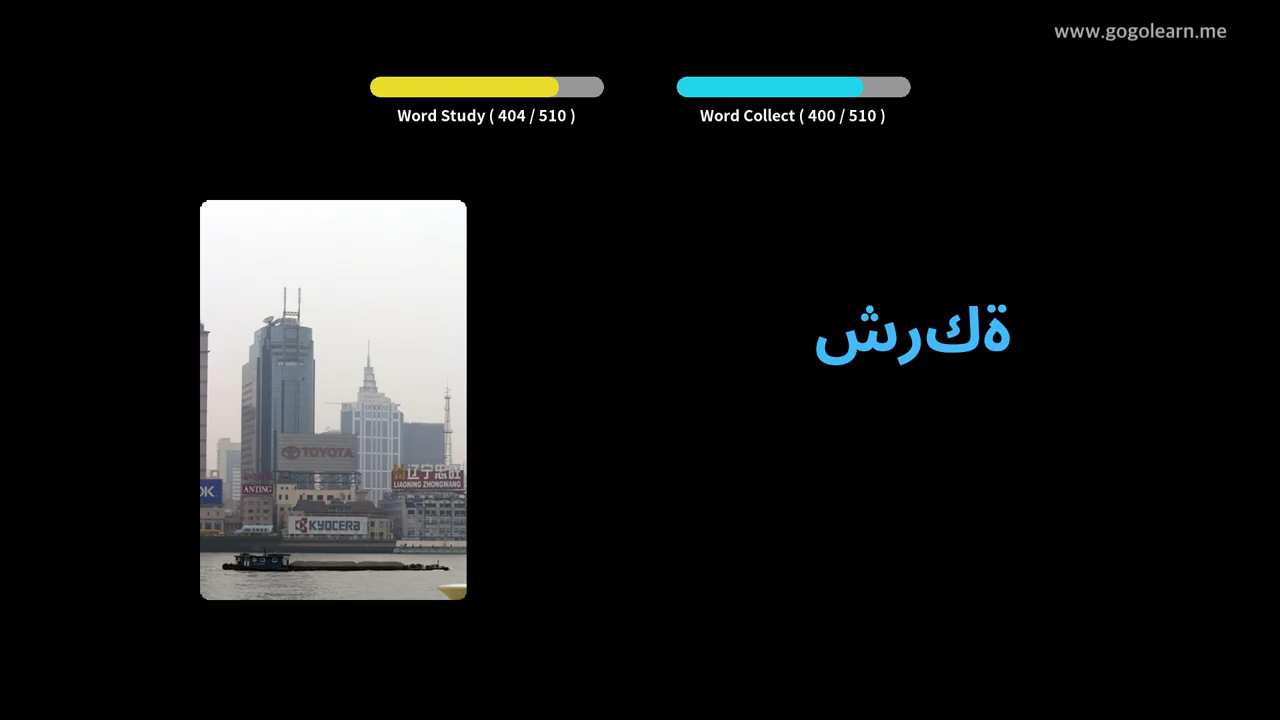 www.gogolearn.me
Word Study ( 404 / 510 )
Word Collect ( 400 / 510 )
شركة
TOYOTA
辽宁忠旺
LIAONING ZHONGWANG
ANTING
KYOCERA